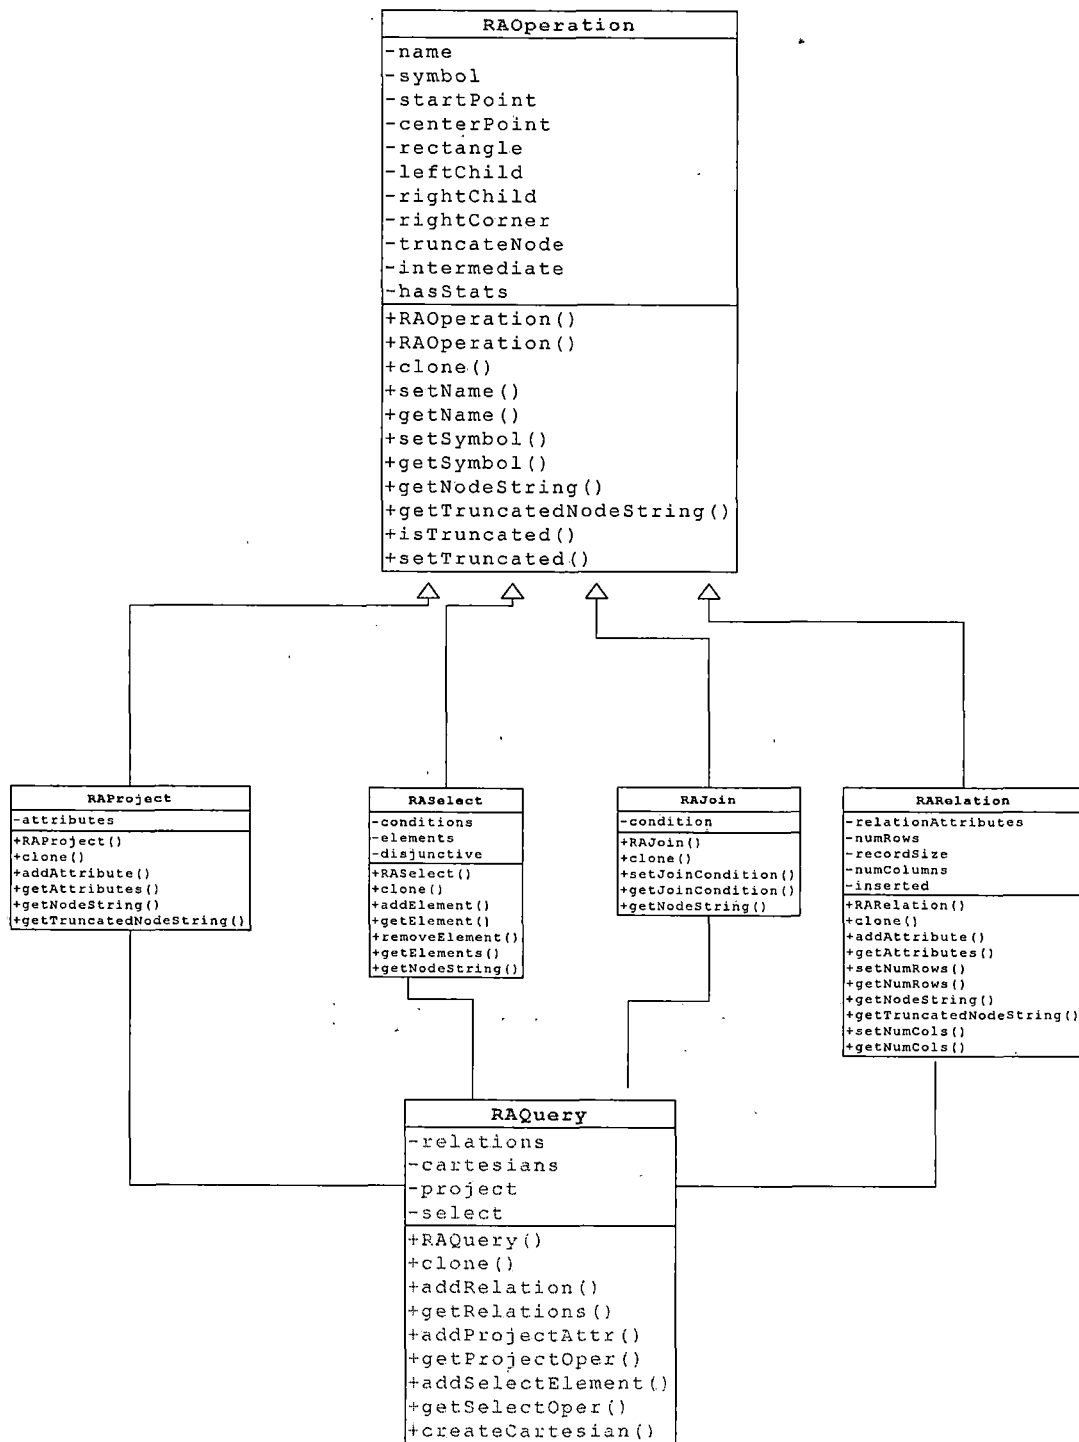 RAOperation
-name
-symbol
-startPoint
-centerPoint
-rectangle
-leftChild
-rightChild
-rightCorner
-truncateNode
-intermediate
-hasStats
+RAOperation()
+RAOperation()
+clone()
+setName()
+getName()
+setSymbol()
+getSymbol()
+getNodeString()
+getTruncatedNodeString()
+isTruncated()
+setTruncated()
RAProject
-attributes
+RAProject()
+clone()
+addAttribute()
+getAttributes()
+getNodeString()
+getTruncatedNodeString()
RASelect
-conditions
-elements
-disjunctive
+RASelect()
+clone()
+addElement()
+getElement()
+removeElement()
+getElements()
+getNodeString()
RAJoin
-condition
+RAJoin()
+clone()
+setJoinCondition()
+getJoinCondition()
+getNodeString()
RARelation
-relationAttributes
-numRows
-recordSize
-numColumns
-inserted
+RARelation()
+clone()
+addAttribute()
+getAttributes()
+setNumRows()
+getNumRows()
+getNodeString()
+getTruncatedNodeString()
+setNumCols()
+getNumCols()
RAQuery
-relations
-cartesians
-project
-select
+RAQuery()
+clone()
+addRelation()
+getRelations()
+addProjectAttr()
+getProjectOper()
+addSelectElement()
+getSelectOper()
+createCartesian()